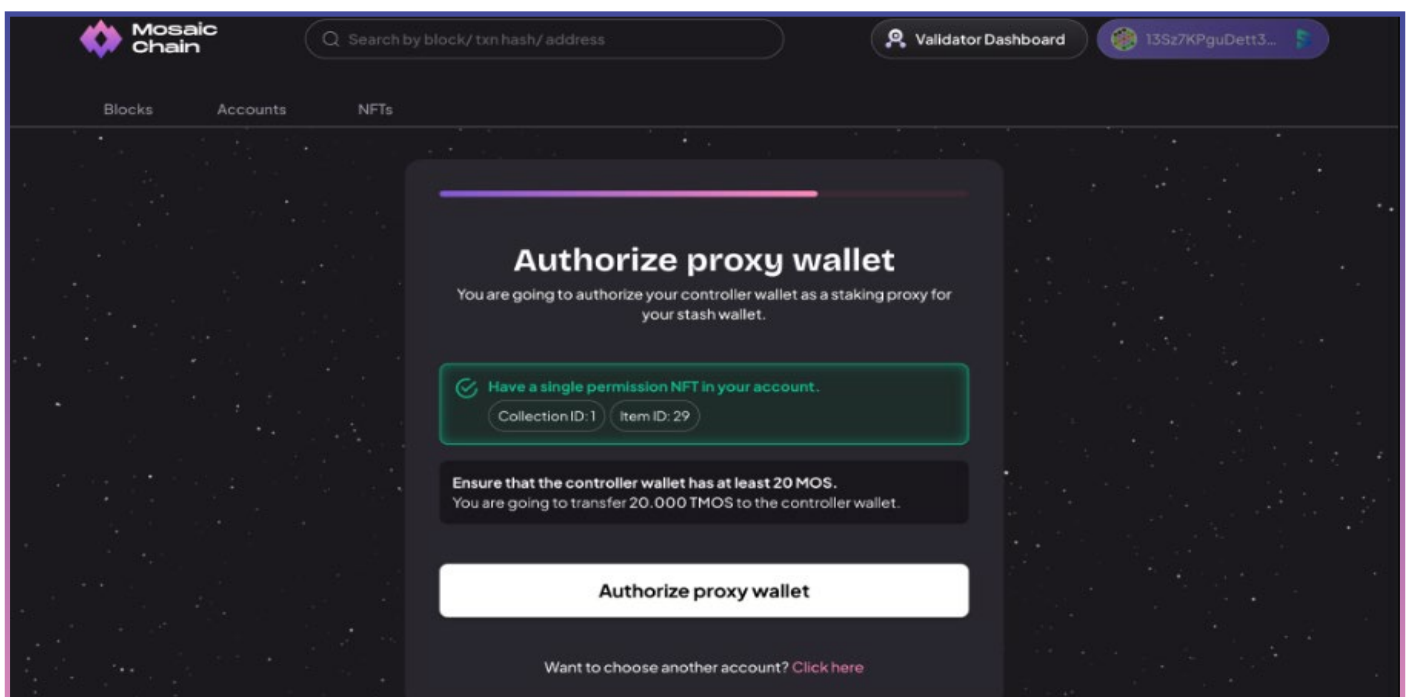 Mosaic
Chain
Search by block/ txn hash/ address
Validator Dashboard
13Sz7KPguDett3...
Blocks
Accounts
NFTs
Authorize proxy wallet
You are going to authorize your controller wallet as a staking proxy for
your stash wallet.
Have a single permission NFT in your account.
Collection ID: 1
Item ID: 29
Ensure that the controller wallet has at least 20 MOS.
You are going to transfer 20.000 TMOS to the controller wallet.
Authorize proxy wallet
Want to choose another account? Click here